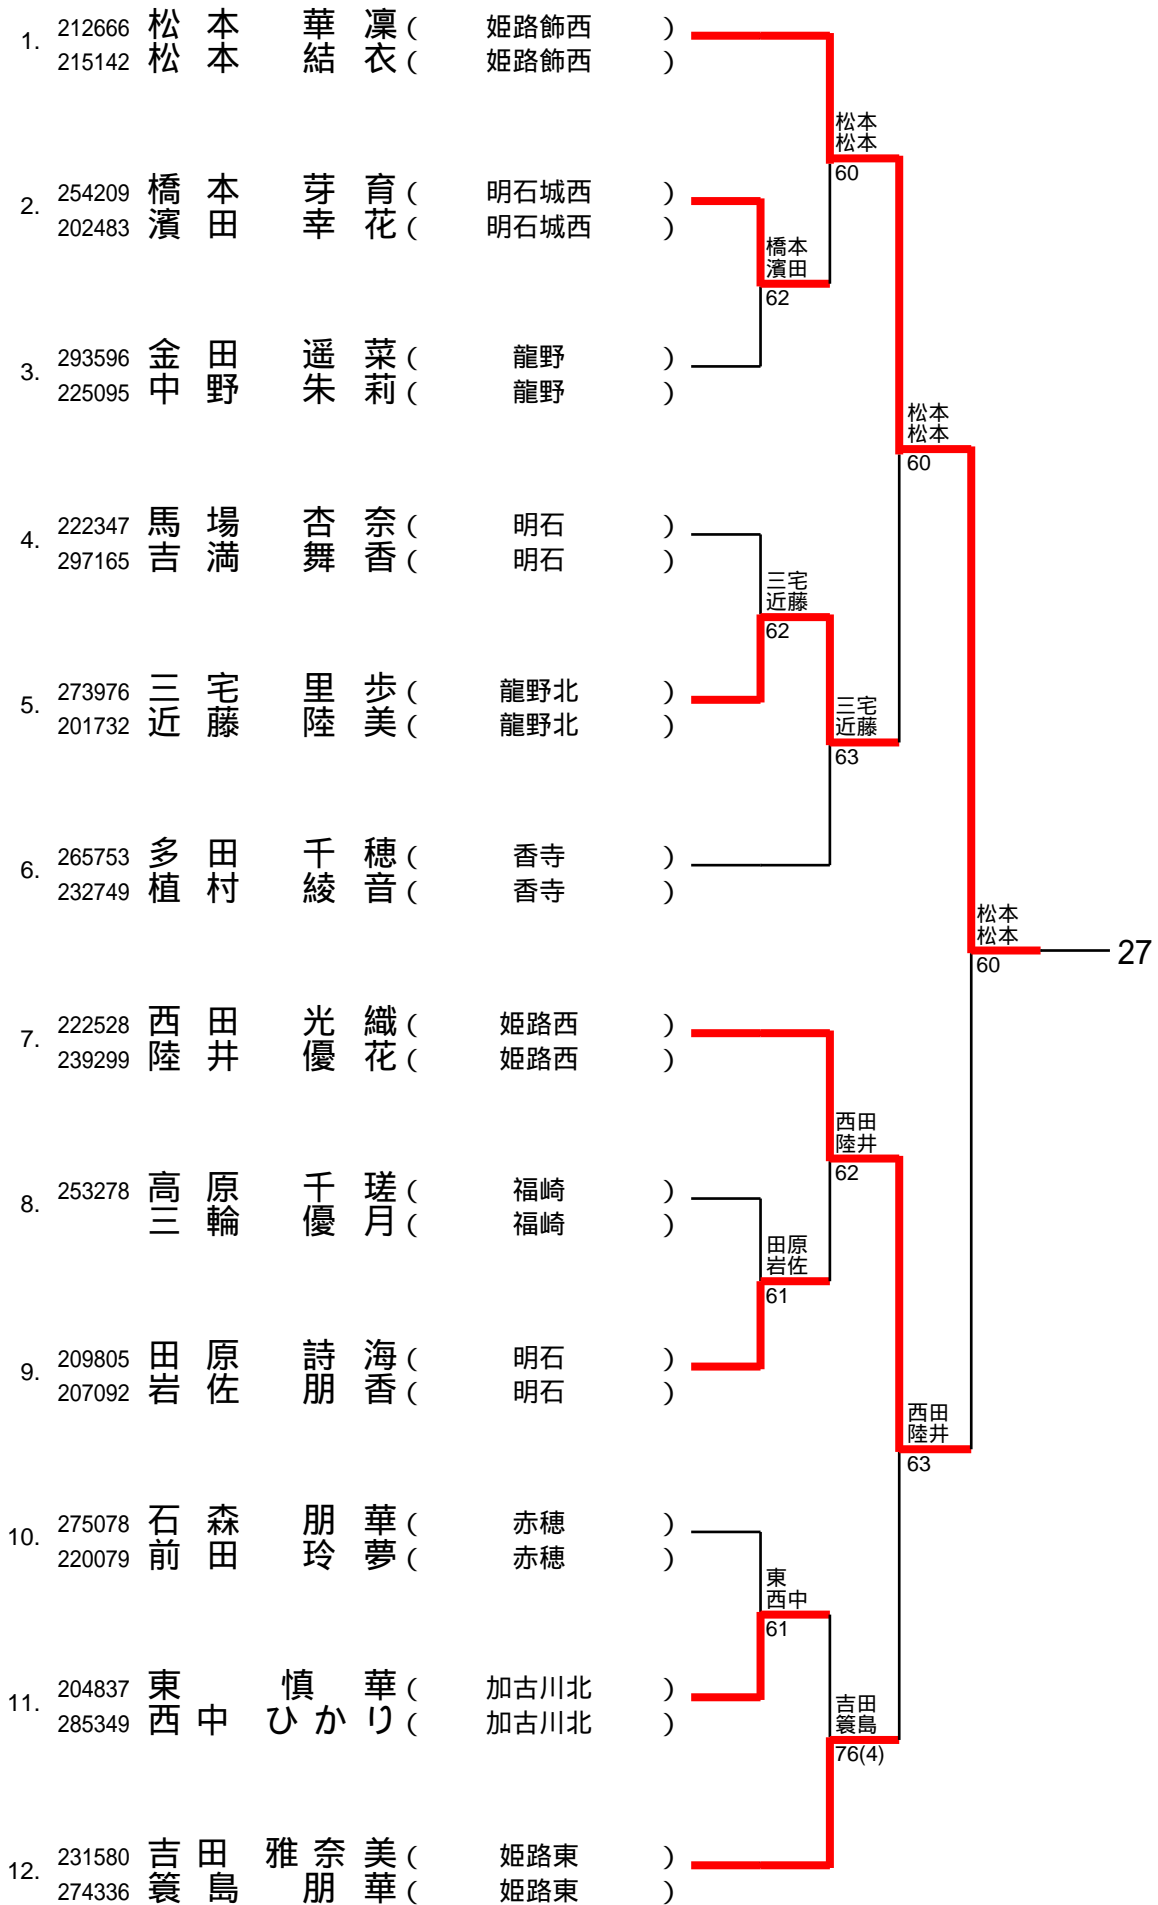 1. 212666 松本 華凜 ( 姫路飾西 )
215142 松本 結衣 ( 姫路飾西 )
松本
松本
60
2. 254209 橋本 芽育 ( 明石城西 )
202483 濱田 幸花 ( 明石城西 )
橋本
濱田
62
3. 293596 金田 遥菜 ( 龍野 )
225095 中野 朱莉 ( 龍野 )
松本
松本
60
4. 222347 馬場 杏奈 ( 明石 )
297165 吉満 舞香 ( 明石 )
三宅
近藤
62
5. 273976 三宅 里歩 ( 龍野北 )
201732 近藤 陸美 ( 龍野北 )
三宅
近藤
63
6. 265753 多田 千穂 ( 香寺 )
232749 植村 綾音 ( 香寺 )
松本
松本
60
27
7. 222528 西田 光織 ( 姫路西 )
239299 陸井 優花 ( 姫路西 )
西田
陸井
62
8. 253278 高原 千瑳 ( 福崎 )
三輪 優月 ( 福崎 )
田原
岩佐
61
9. 209805 田原 詩海 ( 明石 )
207092 岩佐 朋香 ( 明石 )
西田
陸井
63
10. 275078 石森 朋華 ( 赤穂 )
220079 前田 玲夢 ( 赤穂 )
東
西中
61
11. 204837 東 慎華 ( 加古川北 )
285349 西中 ひかり ( 加古川北 )
吉田
簑島
76(4)
12. 231580 吉田 雅奈美 ( 姫路東 )
274336 簑島 朋華 ( 姫路東 )